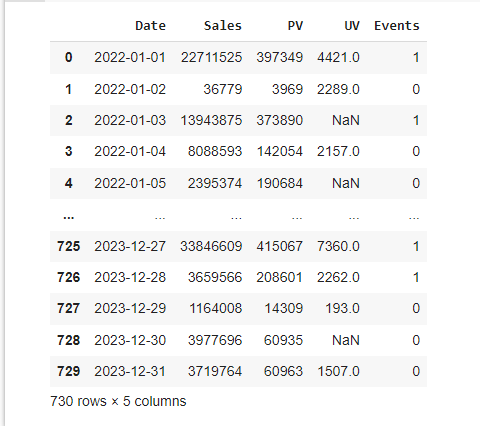 Date Sales PV UV Events
0 2022-01-01 22711525 397349 4421.0 1
1 2022-01-02 36779 3969 2289.0 0
2 2022-01-03 13943875 373890 NaN 1
3 2022-01-04 8088593 142054 2157.0 0
4 2022-01-05 2395374 190684 NaN 0
... ... ... ... ... ...
725 2023-12-27 33846609 415067 7360.0 1
726 2023-12-28 3659566 208601 2262.0 1
727 2023-12-29 1164008 14309 193.0 0
728 2023-12-30 3977696 60935 NaN 0
729 2023-12-31 3719764 60963 1507.0 0
730 rows × 5 columns